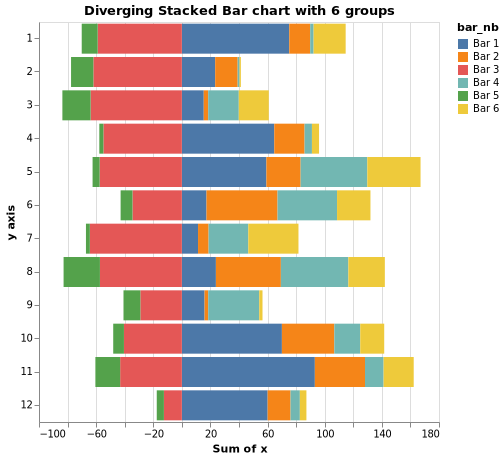 Diverging Stacked Bar chart with 6 groups
bar_nb
Bar 1
Bar 2
Bar 3
Bar 4
Bar 5
Bar 6
y axis
1
2
3
4
5
6
7
8
9
10
11
12
−100 −60 −20 20 60 100 140 180
Sum of x